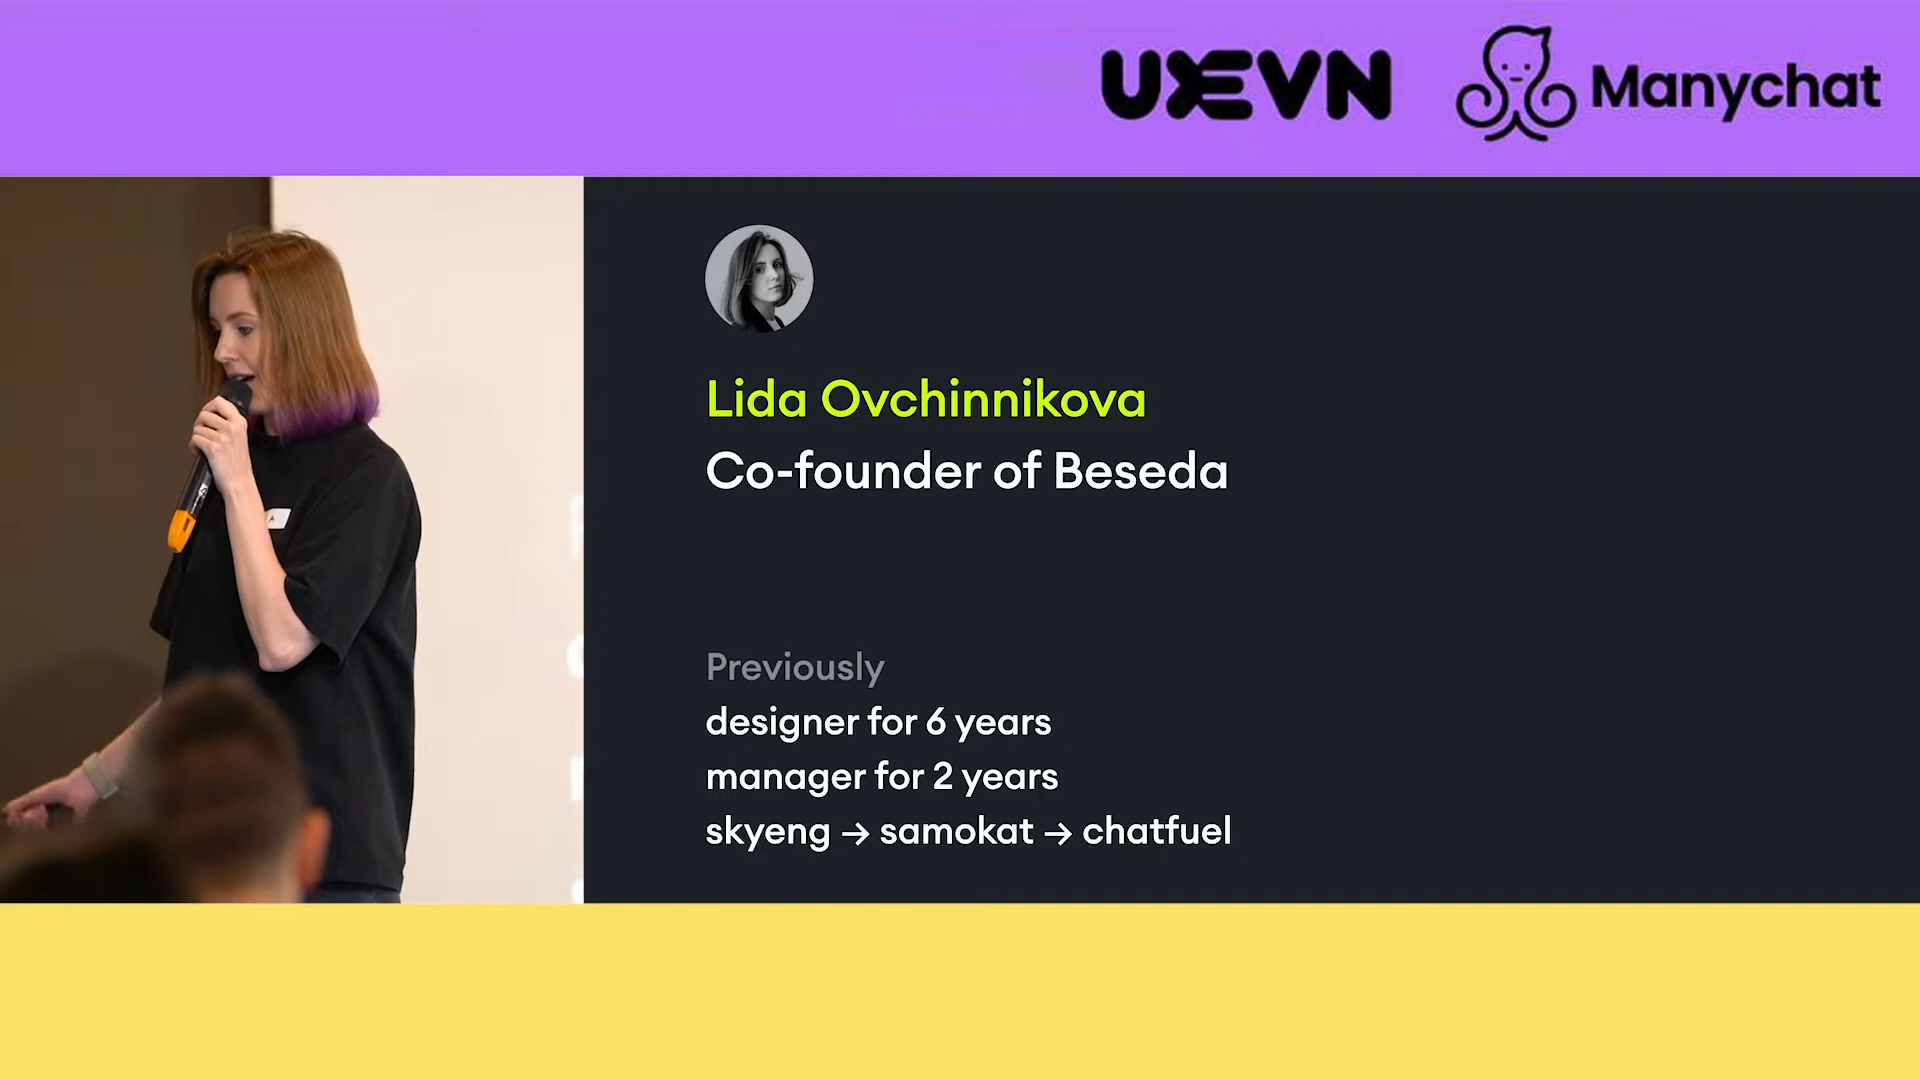 UXEVN
Manychat
Lida Ovchinnikova
Co-founder of Beseda
Previously
designer for 6 years
manager for 2 years
skyeng → samokat → chatfuel